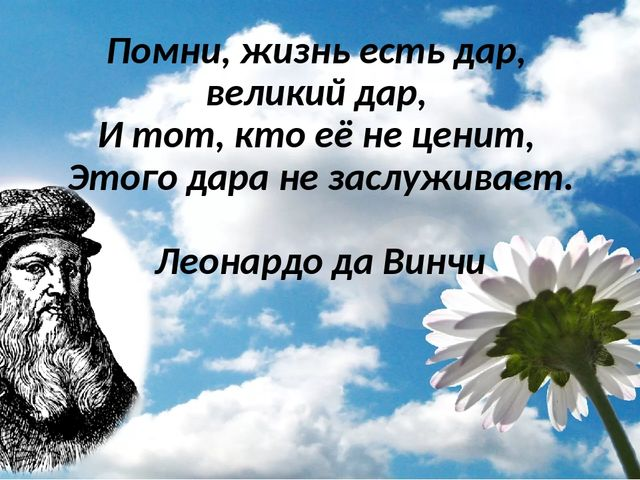 Помни, жизнь есть дар,
великий дар,
И тот, кто её не ценит,
Этого дара не заслуживает.
Леонардо да Винчи